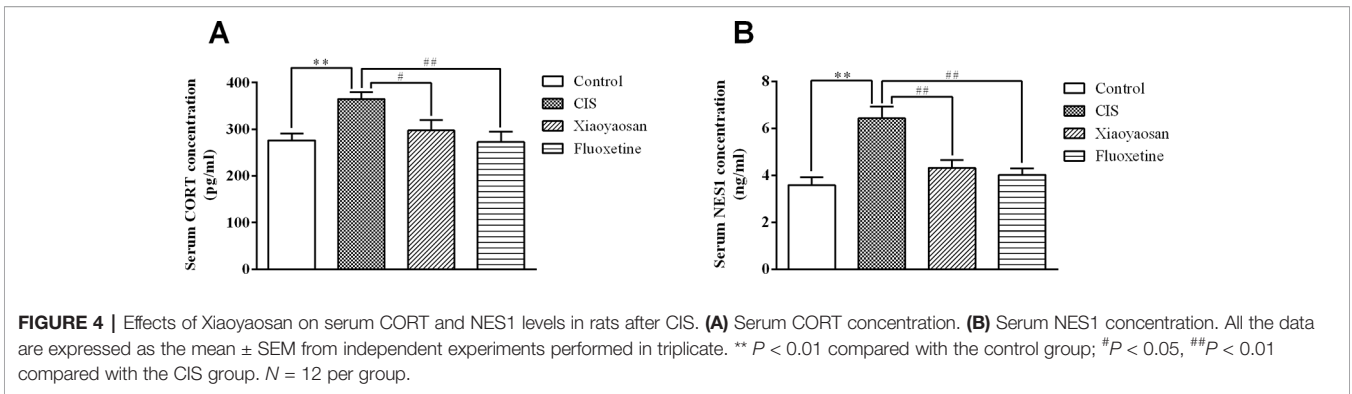 A
Serum CORT concentration
(pg/ml)
400
300
200
100
0
**
#
##
Control
CIS
Xiaoyaosan
Fluoxetine
B
Serum NES1 concentration
(ng/ml)
8
6
4
2
0
**
##
##
Control
CIS
Xiaoyaosan
Fluoxetine
FIGURE 4 | Effects of Xiaoyaosan on serum CORT and NES1 levels in rats after CIS. (A) Serum CORT concentration. (B) Serum NES1 concentration. All the data
are expressed as the mean ± SEM from independent experiments performed in triplicate. ** P < 0.01 compared with the control group; #P < 0.05, ##P < 0.01
compared with the CIS group. N = 12 per group.